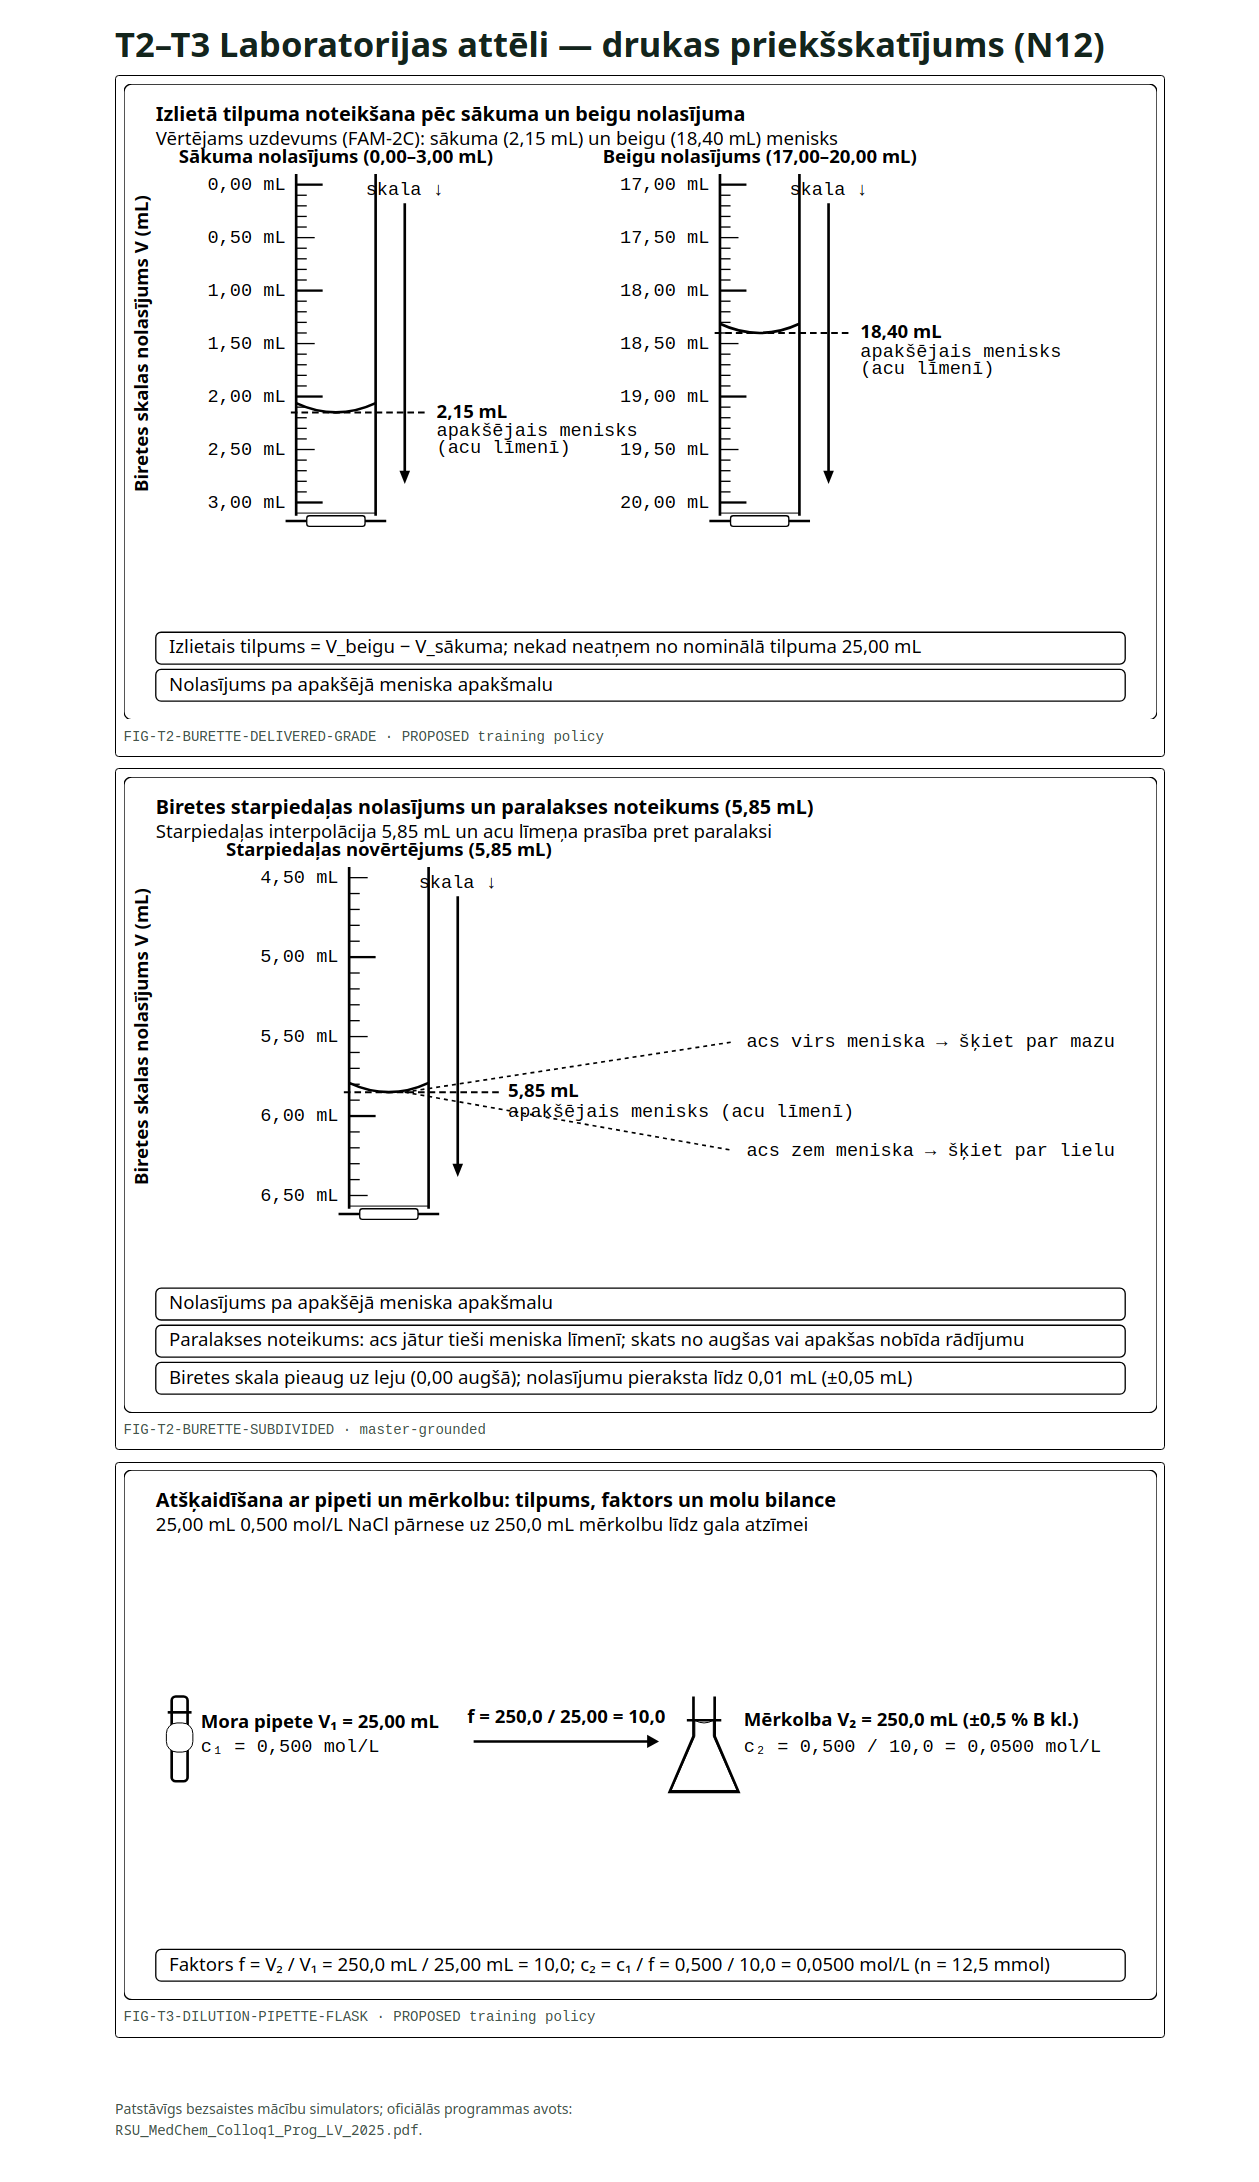 T2–T3 Laboratorijas attēli — drukas priekšskatījums (N12)
Izlietā tilpuma noteikšana pēc sākuma un beigu nolasījuma
Vērtējams uzdevums (FAM-2C): sākuma (2,15 mL) un beigu (18,40 mL) menisks
Sākuma nolasījums (0,00–3,00 mL)
Biretes skalas nolasījums V (mL)
0,00 mL
skala ↓
0,50 mL
1,00 mL
1,50 mL
2,00 mL
2,15 mL
apakšējais menisks
(acu līmenī)
2,50 mL
3,00 mL
Beigu nolasījums (17,00–20,00 mL)
17,00 mL
skala ↓
17,50 mL
18,00 mL
18,40 mL
apakšējais menisks
(acu līmenī)
18,50 mL
19,00 mL
19,50 mL
20,00 mL
Izlietais tilpums = V_beigu − V_sākuma; nekad neatņem no nominālā tilpuma 25,00 mL
Nolasījums pa apakšējā meniska apakšmalu
FIG-T2-BURETTE-DELIVERED-GRADE · PROPOSED training policy
Biretes starpiedaļas nolasījums un paralakses noteikums (5,85 mL)
Starpiedaļas interpolācija 5,85 mL un acu līmeņa prasība pret paralaksi
Starpiedaļas novērtējums (5,85 mL)
Biretes skalas nolasījums V (mL)
4,50 mL
skala ↓
5,00 mL
5,50 mL
acs virs meniska → šķiet par mazu
5,85 mL
apakšējais menisks (acu līmenī)
6,00 mL
acs zem meniska → šķiet par lielu
6,50 mL
Nolasījums pa apakšējā meniska apakšmalu
Paralakses noteikums: acs jātur tieši meniska līmenī; skats no augšas vai apakšas nobīda rādījumu
Biretes skala pieaug uz leju (0,00 augšā); nolasījumu pieraksta līdz 0,01 mL (±0,05 mL)
FIG-T2-BURETTE-SUBDIVIDED · master-grounded
Atšķaidīšana ar pipeti un mērkolbu: tilpums, faktors un molu bilance
25,00 mL 0,500 mol/L NaCl pārnese uz 250,0 mL mērkolbu līdz gala atzīmei
Mora pipete V₁ = 25,00 mL
c₁ = 0,500 mol/L
f = 250,0 / 25,00 = 10,0
Mērkolba V₂ = 250,0 mL (±0,5 % B kl.)
c₂ = 0,500 / 10,0 = 0,0500 mol/L
Faktors f = V₂ / V₁ = 250,0 mL / 25,00 mL = 10,0; c₂ = c₁ / f = 0,500 / 10,0 = 0,0500 mol/L (n = 12,5 mmol)
FIG-T3-DILUTION-PIPETTE-FLASK · PROPOSED training policy
Patstāvīgs bezsaistes mācību simulators; oficiālās programmas avots:
RSU_MedChem_Colloq1_Prog_LV_2025.pdf.